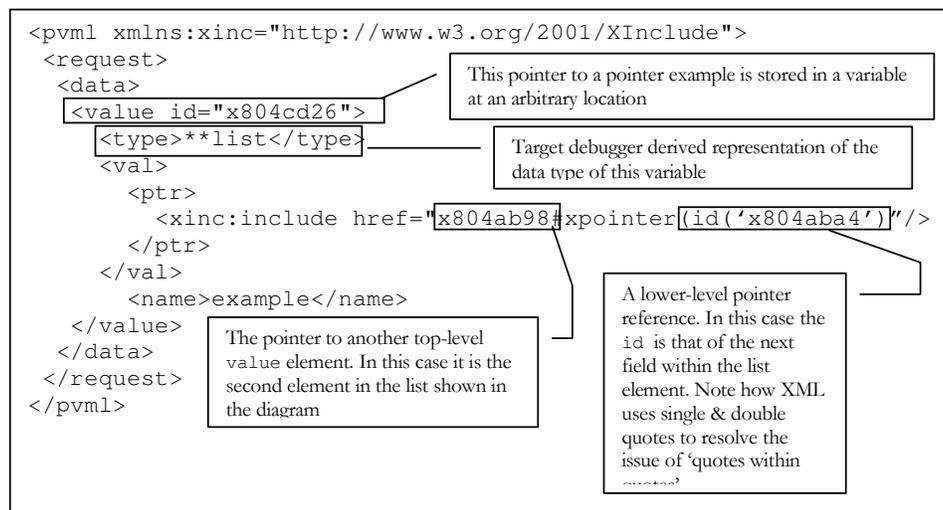 <pvml xmlns:xinc="http://www.w3.org/2001/XInclude">
<request>
<data>
<value id="x804cd26">
<type>**list</type>
<val>
<ptr>
<xinc:include href="x804ab98#xpointer(id(‘x804aba4’)”/>
</ptr>
</val>
<name>example</name>
</value>
</data>
</request>
</pvml>
This pointer to a pointer example is stored in a variable
at an arbitrary location
Target debugger derived representation of the
data type of this variable
The pointer to another top-level
value element. In this case it is the
second element in the list shown in
the diagram
A lower-level pointer
reference. In this case the
id is that of the next
field within the list
element. Note how XML
uses single & double
quotes to resolve the
issue of ‘quotes within